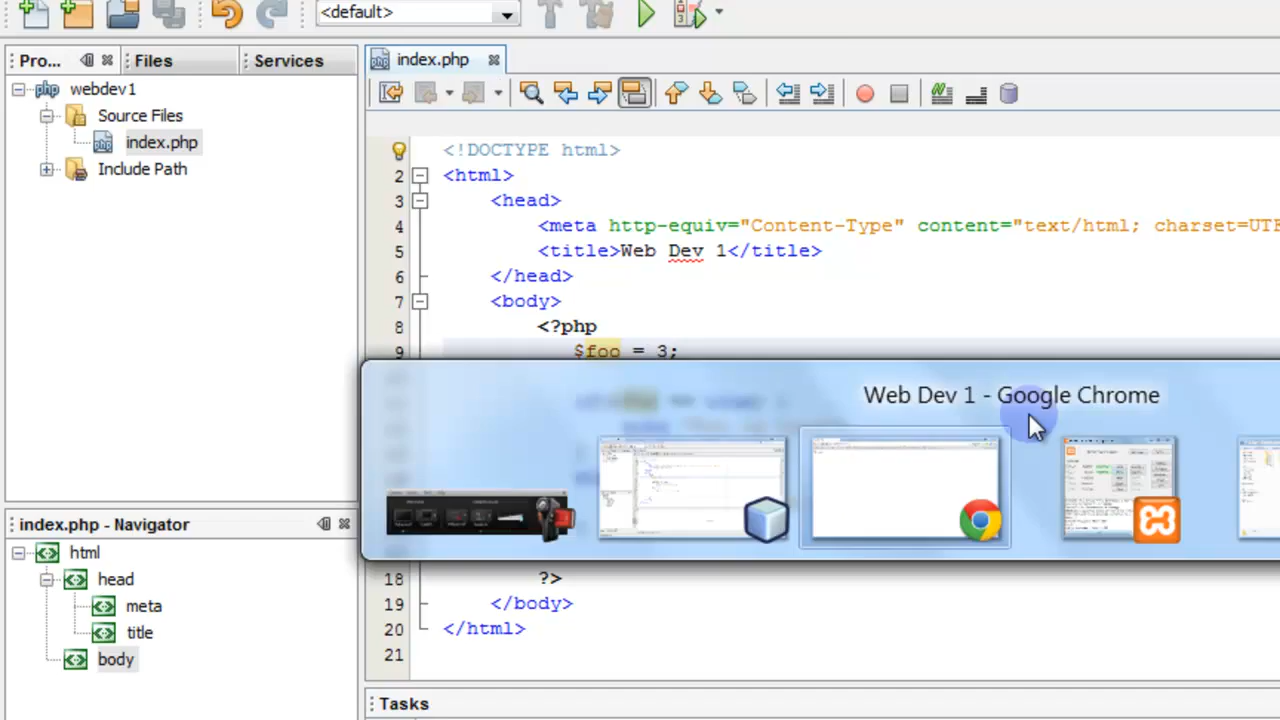 <default>
Pro...
Files
Services
index.php
webdev1
Source Files
index.php
Include Path
<!DOCTYPE html>
2 <html>
3 <head>
4 <meta http-equiv="Content-Type" content="text/html; charset=UTF
5 <title>Web Dev 1</title>
6 </head>
7 <body>
8 <?php
9 $foo = 3;
Web Dev 1 - Google Chrome
index.php - Navigator
html
head
meta
title
body
18 ?>
19 </body>
20 </html>
21
Tasks